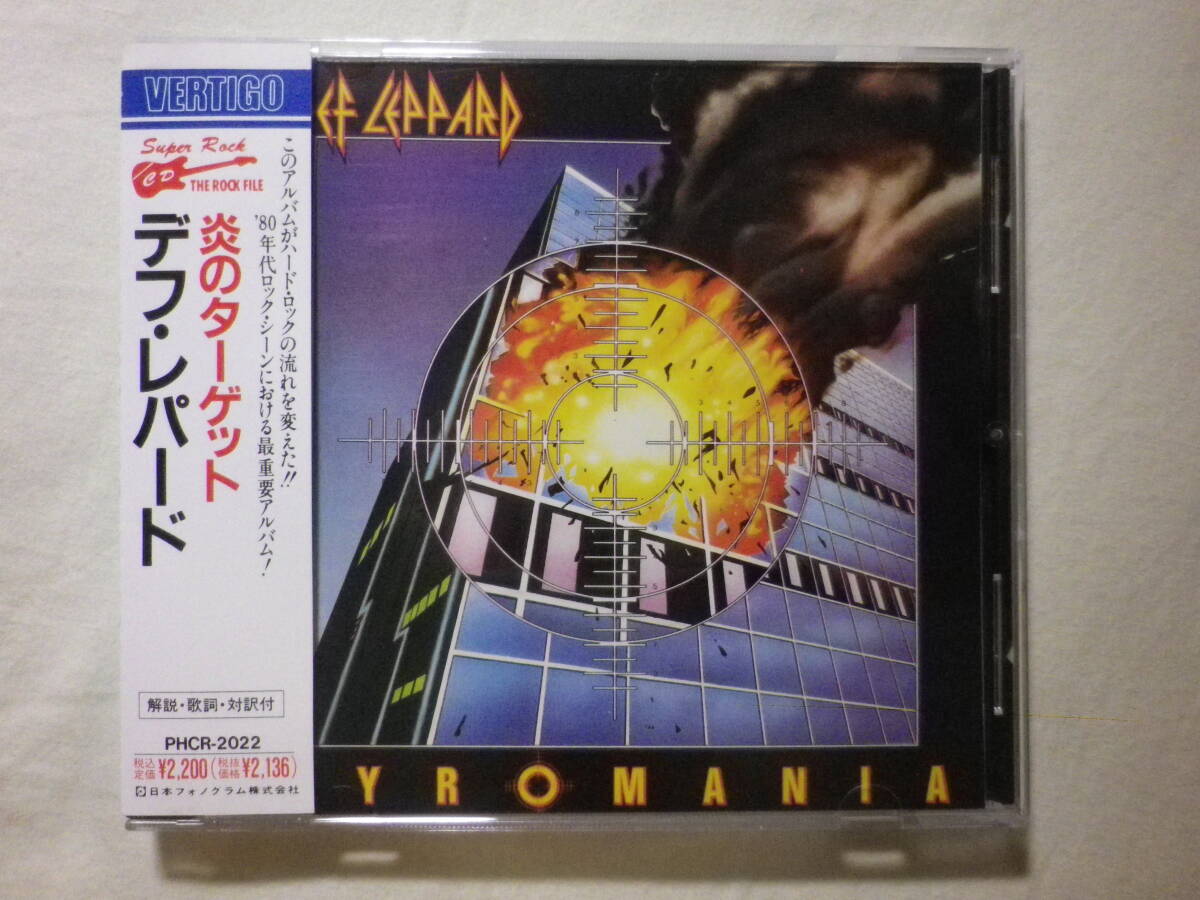 VERTIGO
Super Rock
CD
THE ROCK FILE
このアルバムがハード・ロックの流れを変えた!!
'80年代ロック・シーンにおける最重要アルバム!
炎のターゲット
デフ・レパード
解説・歌詞・対訳付
PHCR-2022
税込定価¥2,200(税抜価格¥2,136)
日本フォノグラム株式会社
EF LEPPARD
YROMANIA